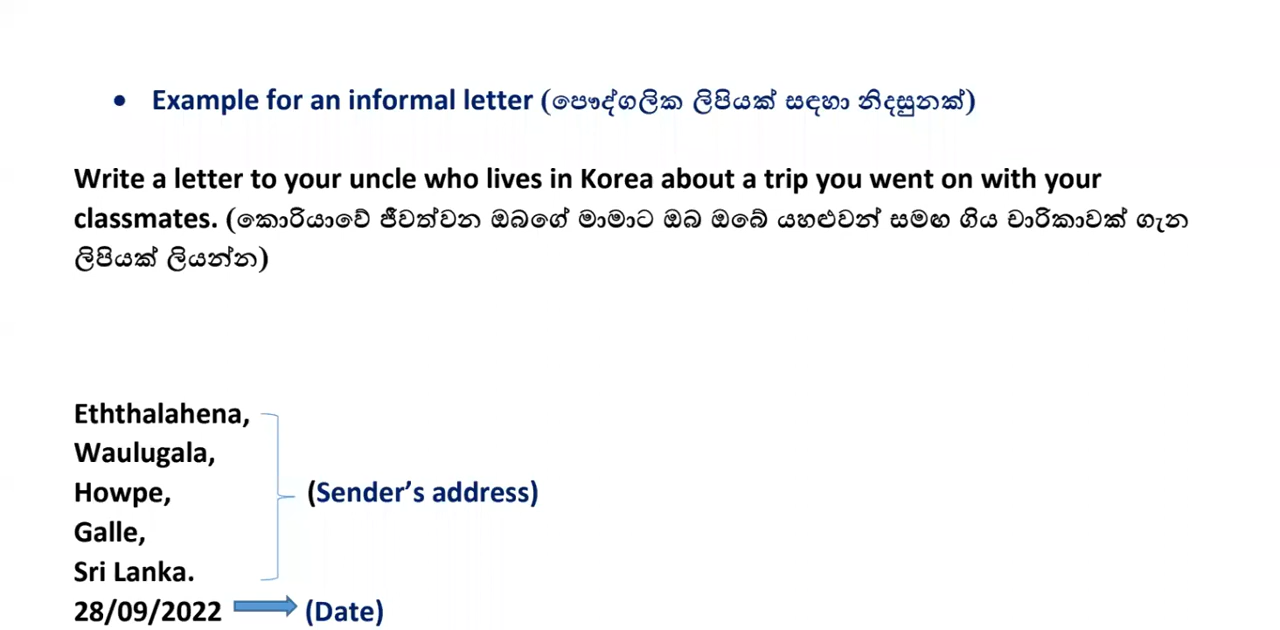 • Example for an informal letter (පෞද්ගලික ලිපියක් සඳහා නිදසුනක්)
Write a letter to your uncle who lives in Korea about a trip you went on with your
classmates. (කොරියාවේ ජීවත්වන ඔබගේ මාමාට ඔබ ඔබේ යහළුවන් සමඟ ගිය චාරිකාවක් ගැන
ලිපියක් ලියන්න)
Eththalahena,
Waulugala,
Howpe,
(Sender’s address)
Galle,
Sri Lanka.
28/09/2022 (Date)